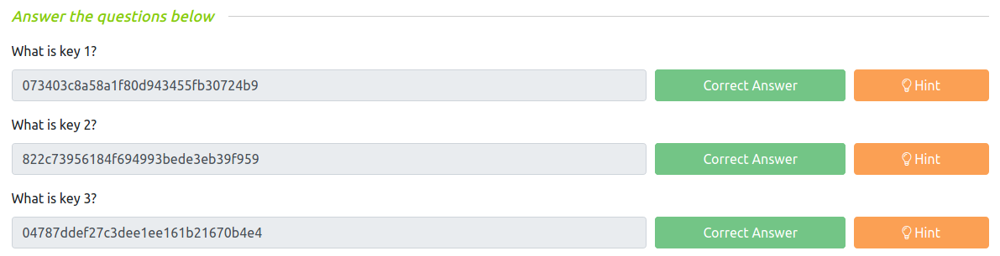 Answer the questions below
What is key 1?
073403c8a58a1f80d943455fb30724b9 Correct Answer Hint
What is key 2?
822c73956184f694993bede3eb39f959 Correct Answer Hint
What is key 3?
04787ddef27c3dee1ee161b21670b4e4 Correct Answer Hint